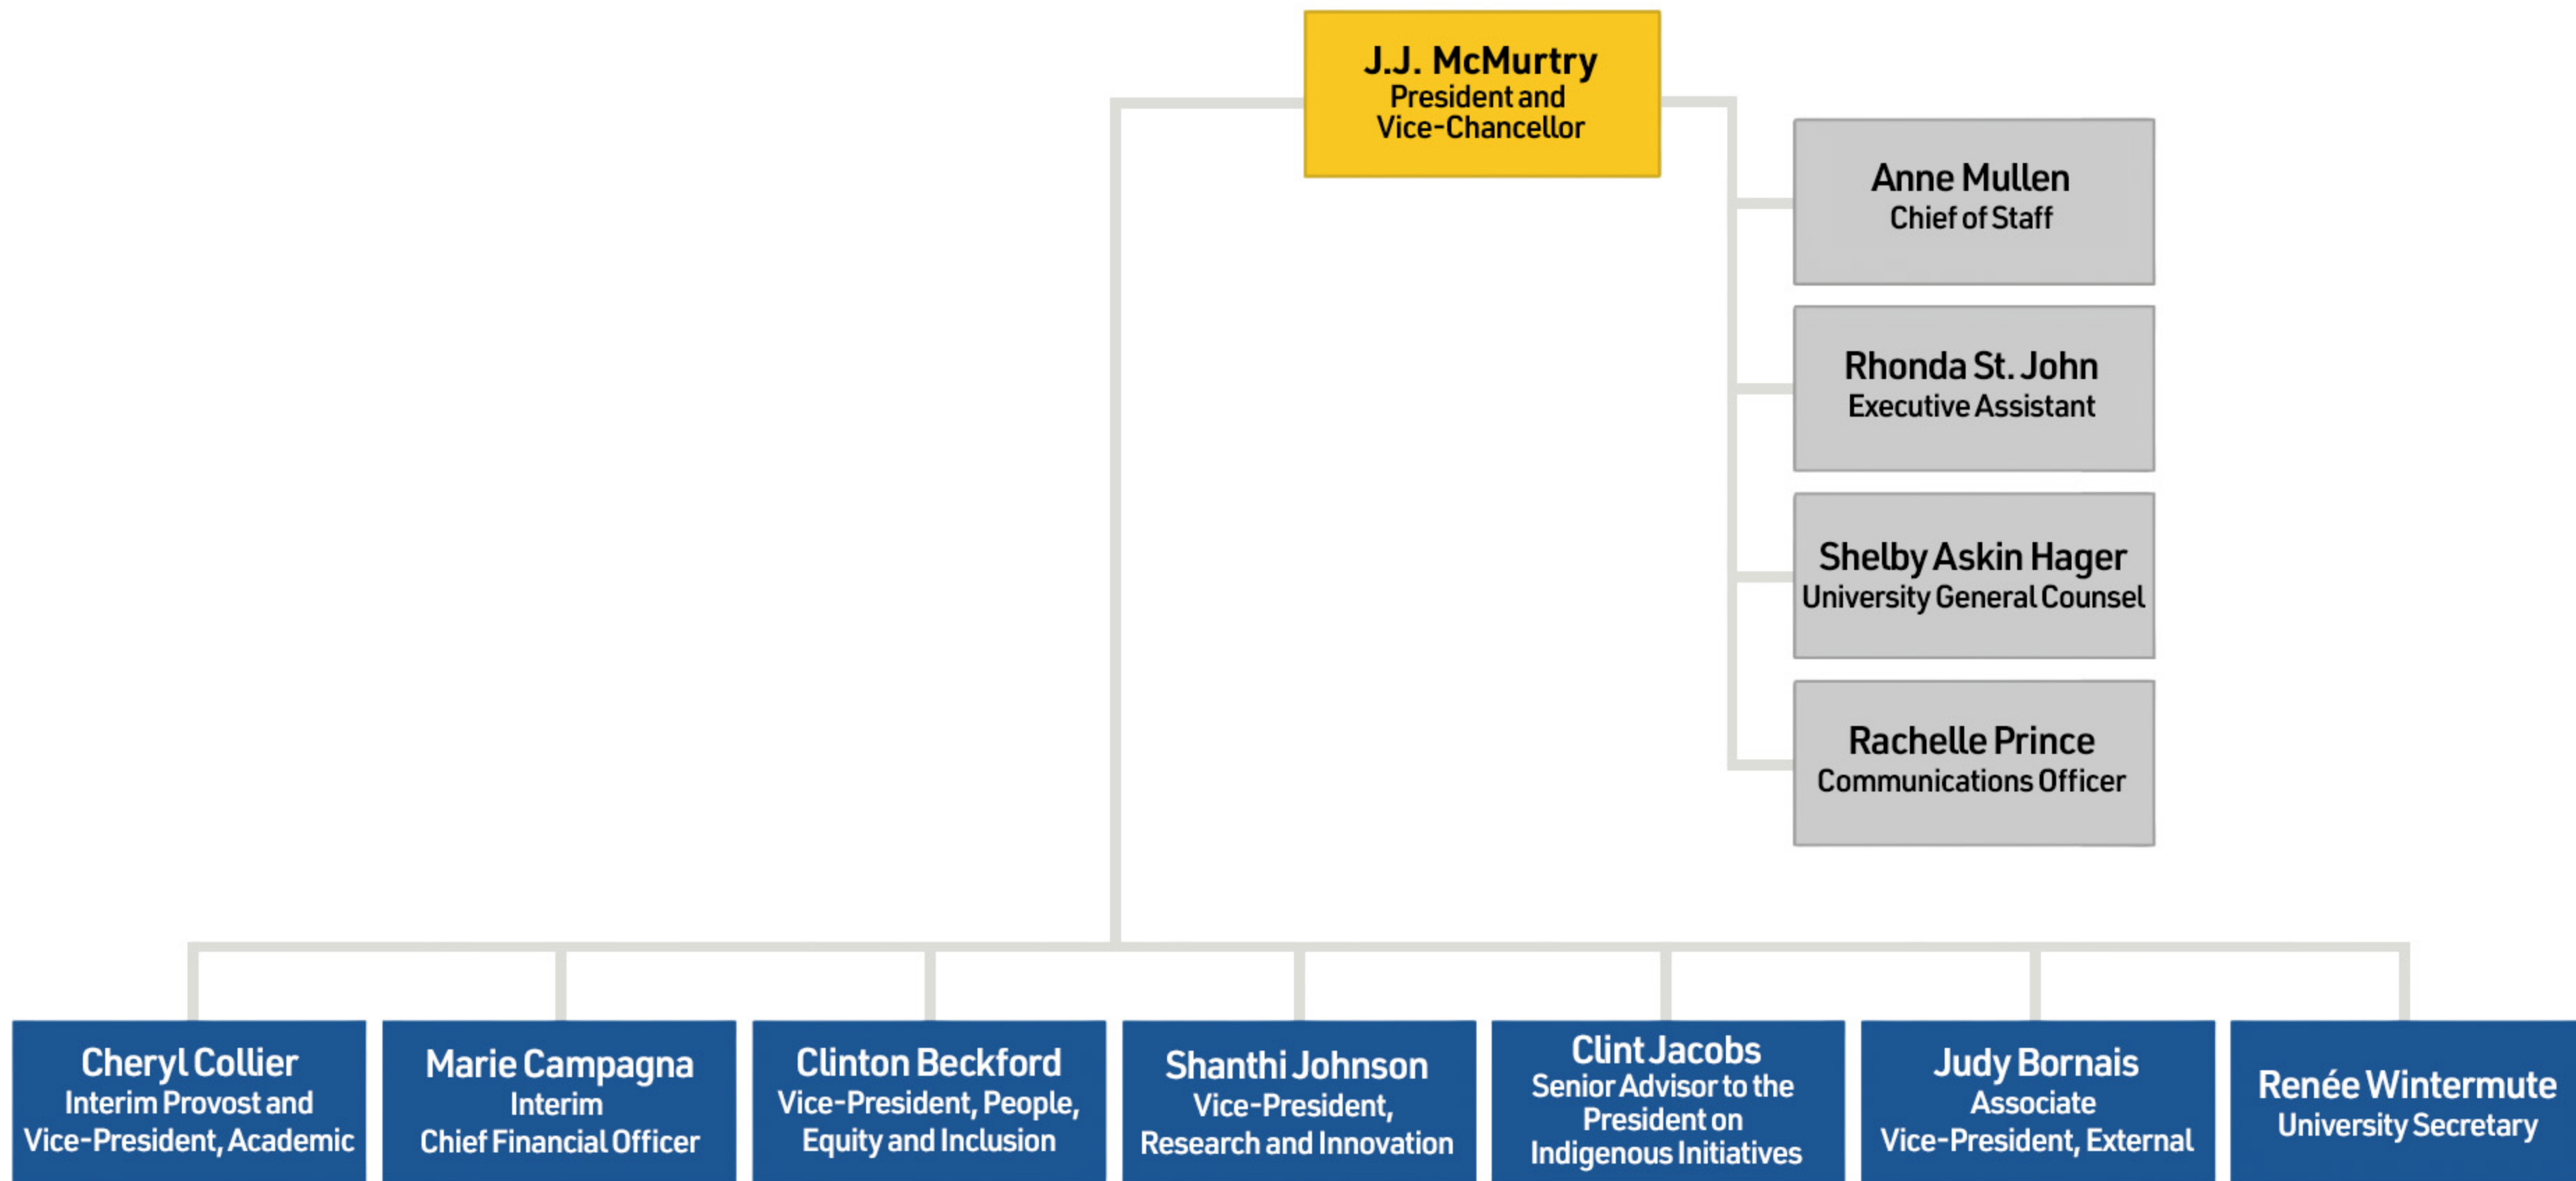 J.J. McMurtry
President and
Vice-Chancellor
Anne Mullen
Chief of Staff
Rhonda St. John
Executive Assistant
Shelby Askin Hager
University General Counsel
Rachelle Prince
Communications Officer
Cheryl Collier
Interim Provost and
Vice-President, Academic
Marie Campagna
Interim
Chief Financial Officer
Clinton Beckford
Vice-President, People,
Equity and Inclusion
Shanthi Johnson
Vice-President,
Research and Innovation
Clint Jacobs
Senior Advisor to the
President on
Indigenous Initiatives
Judy Bornais
Associate
Vice-President, External
Renée Wintermute
University Secretary